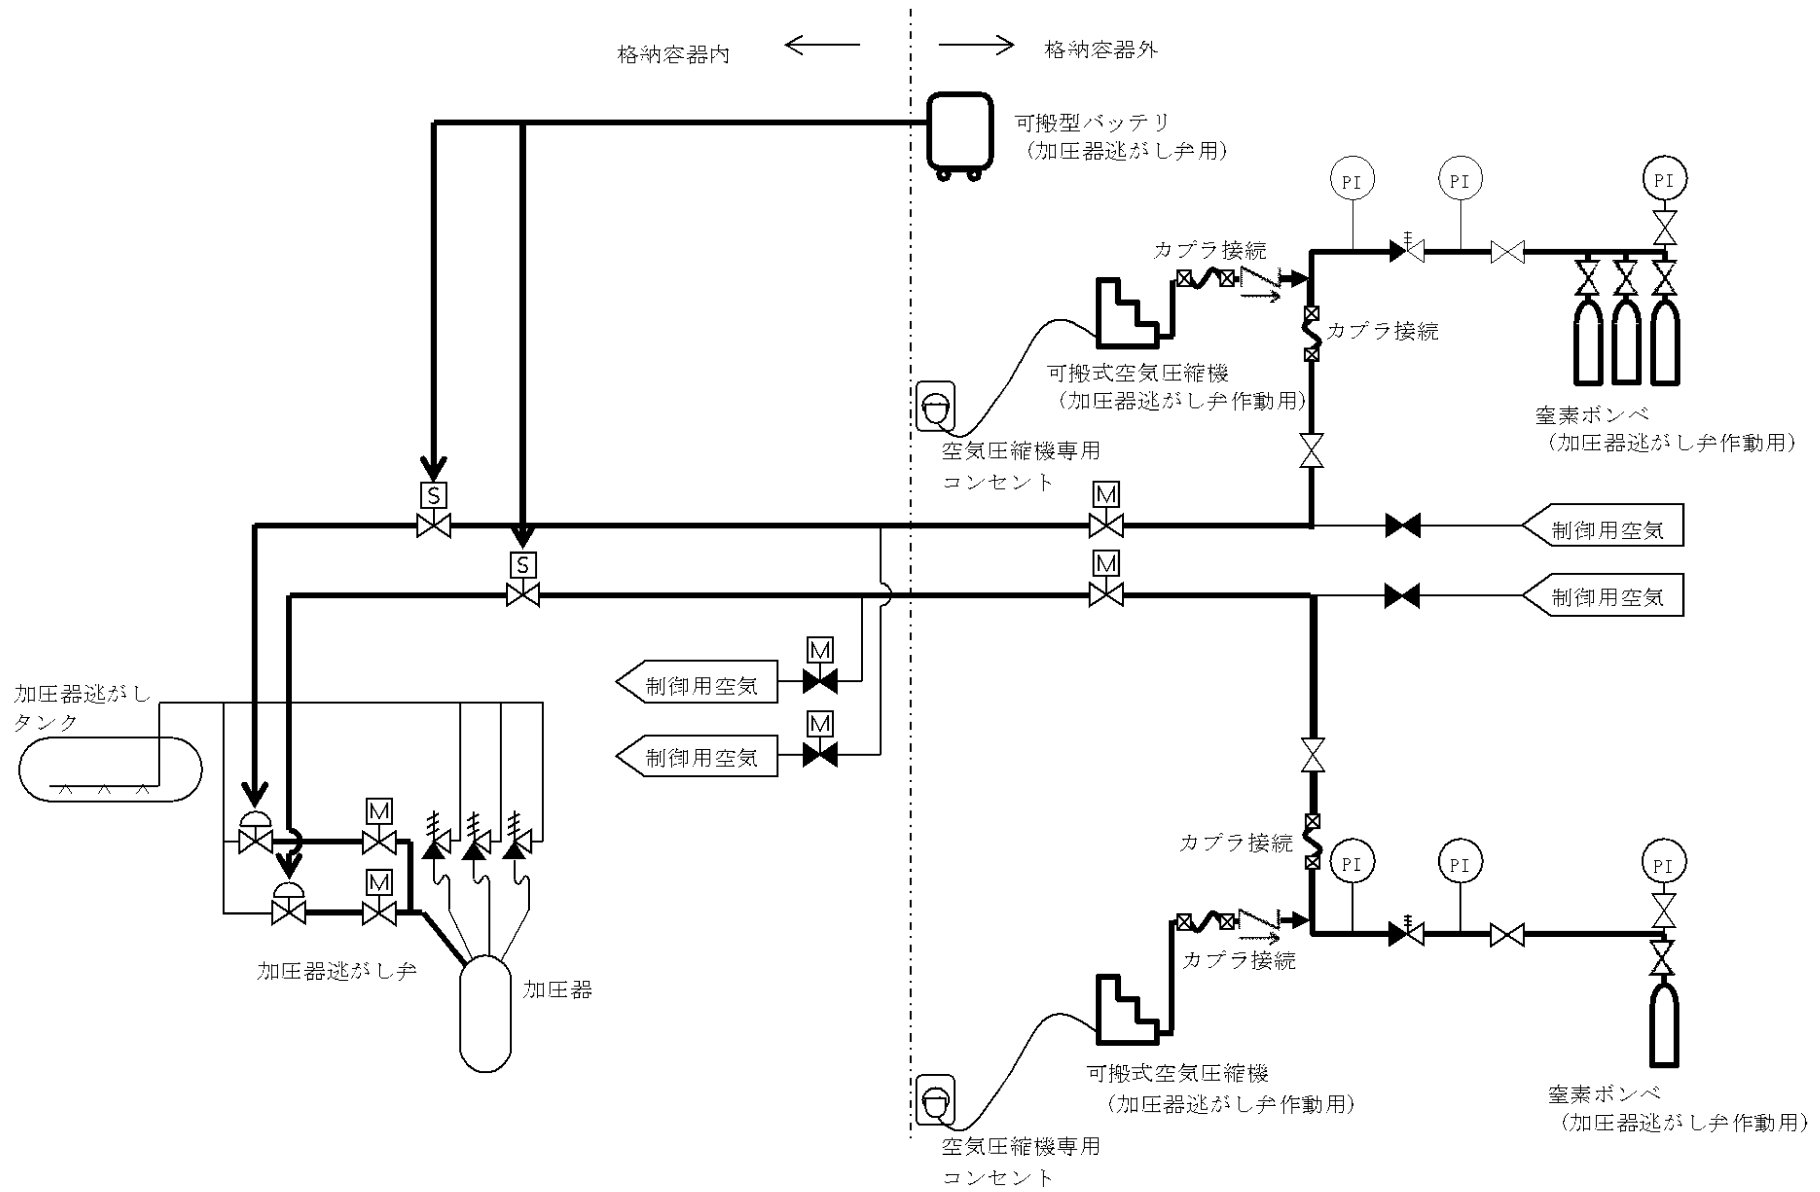 格納容器内
格納容器外
可搬型バッテリ
(加圧器逃がし弁用)
PI
PI
PI
カプラ接続
カプラ接続
可搬式空気圧縮機
(加圧器逃がし弁作動用)
窒素ボンベ
(加圧器逃がし弁作動用)
空気圧縮機専用
コンセント
S
M
制御用空気
S
M
制御用空気
M
制御用空気
M
制御用空気
加圧器逃がし
タンク
M
M
カプラ接続
PI
PI
PI
カプラ接続
加圧器逃がし弁
加圧器
可搬式空気圧縮機
(加圧器逃がし弁作動用)
窒素ボンベ
(加圧器逃がし弁作動用)
空気圧縮機専用
コンセント